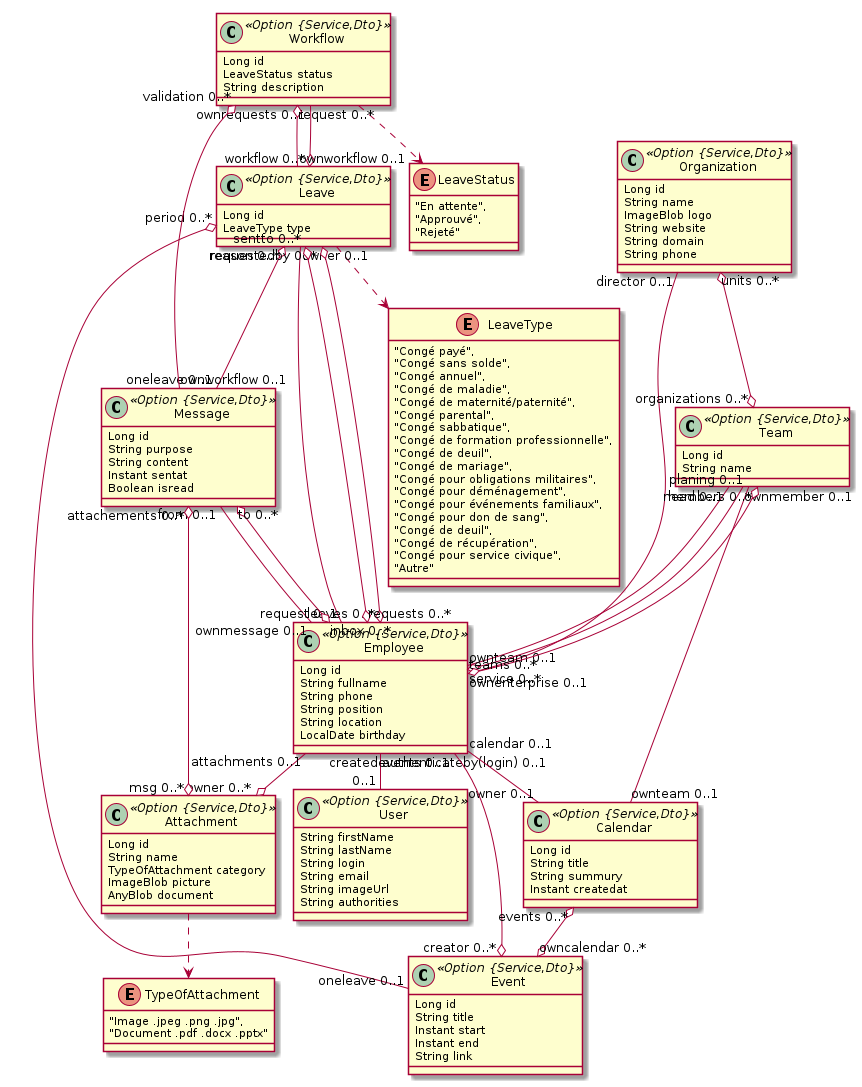 «Option {Service,Dto}»
C
Workflow
Long id
LeaveStatus status
String description
validation 0..*
request 0..*
workflow 0..*
ownworkflow 0..1
E LeaveStatus
"En attente",
"Approuvé",
"Rejeté"
«Option {Service,Dto}»
C
Leave
Long id
LeaveType type
period 0..*
sentto 0..*
owner 0..1
«Option {Service,Dto}»
C
Organization
Long id
String name
ImageBlob logo
String website
String domain
String phone
director 0..1
units 0..*
E LeaveType
"Congé payé",
"Congé sans solde",
"Congé annuel",
"Congé de maladie",
"Congé de maternité/paternité",
"Congé parental",
"Congé sabbatique",
"Congé de formation professionnelle",
"Congé de deuil",
"Congé de mariage",
"Congé pour obligations militaires",
"Congé pour déménagement",
"Congé pour événements familiaux",
"Congé pour don de sang",
"Congé de deuil",
"Congé de récupération",
"Congé pour service civique",
"Autre"
oneleave 0..1
ownworkflow 0..1
«Option {Service,Dto}»
C
Message
Long id
String purpose
String content
Instant sentat
Boolean isread
attachements 0..*
from 0..1
to 0..*
organizations 0..*
«Option {Service,Dto}»
C
Team
Long id
String name
planing 0..1
members 0..*
ownmember 0..1
request 0..1
leaves 0..*
requests 0..*
ownmessage 0..1
inbox 0..*
«Option {Service,Dto}»
C
Employee
Long id
String fullname
String phone
String position
String location
LocalDate birthday
ownteam 0..1
teams 0..*
service 0..*
ownenterprise 0..1
calendar 0..1
attachments 0..1
createdevents 0..1
authenticateby(login) 0..1
0..1
msg 0..*
owner 0..*
«Option {Service,Dto}»
C
Attachment
Long id
String name
TypeOfAttachment category
ImageBlob picture
AnyBlob document
«Option {Service,Dto}»
C
User
String firstName
String lastName
String login
String email
String imageUrl
String authorities
owner 0..1
ownteam 0..1
«Option {Service,Dto}»
C
Calendar
Long id
String title
String summury
Instant createdat
events 0..*
creator 0..*
owncalendar 0..*
oneleave 0..1
E TypeOfAttachment
"Image .jpeg .png .jpg",
"Document .pdf .docx .pptx"
«Option {Service,Dto}»
C
Event
Long id
String title
Instant start
Instant end
String link